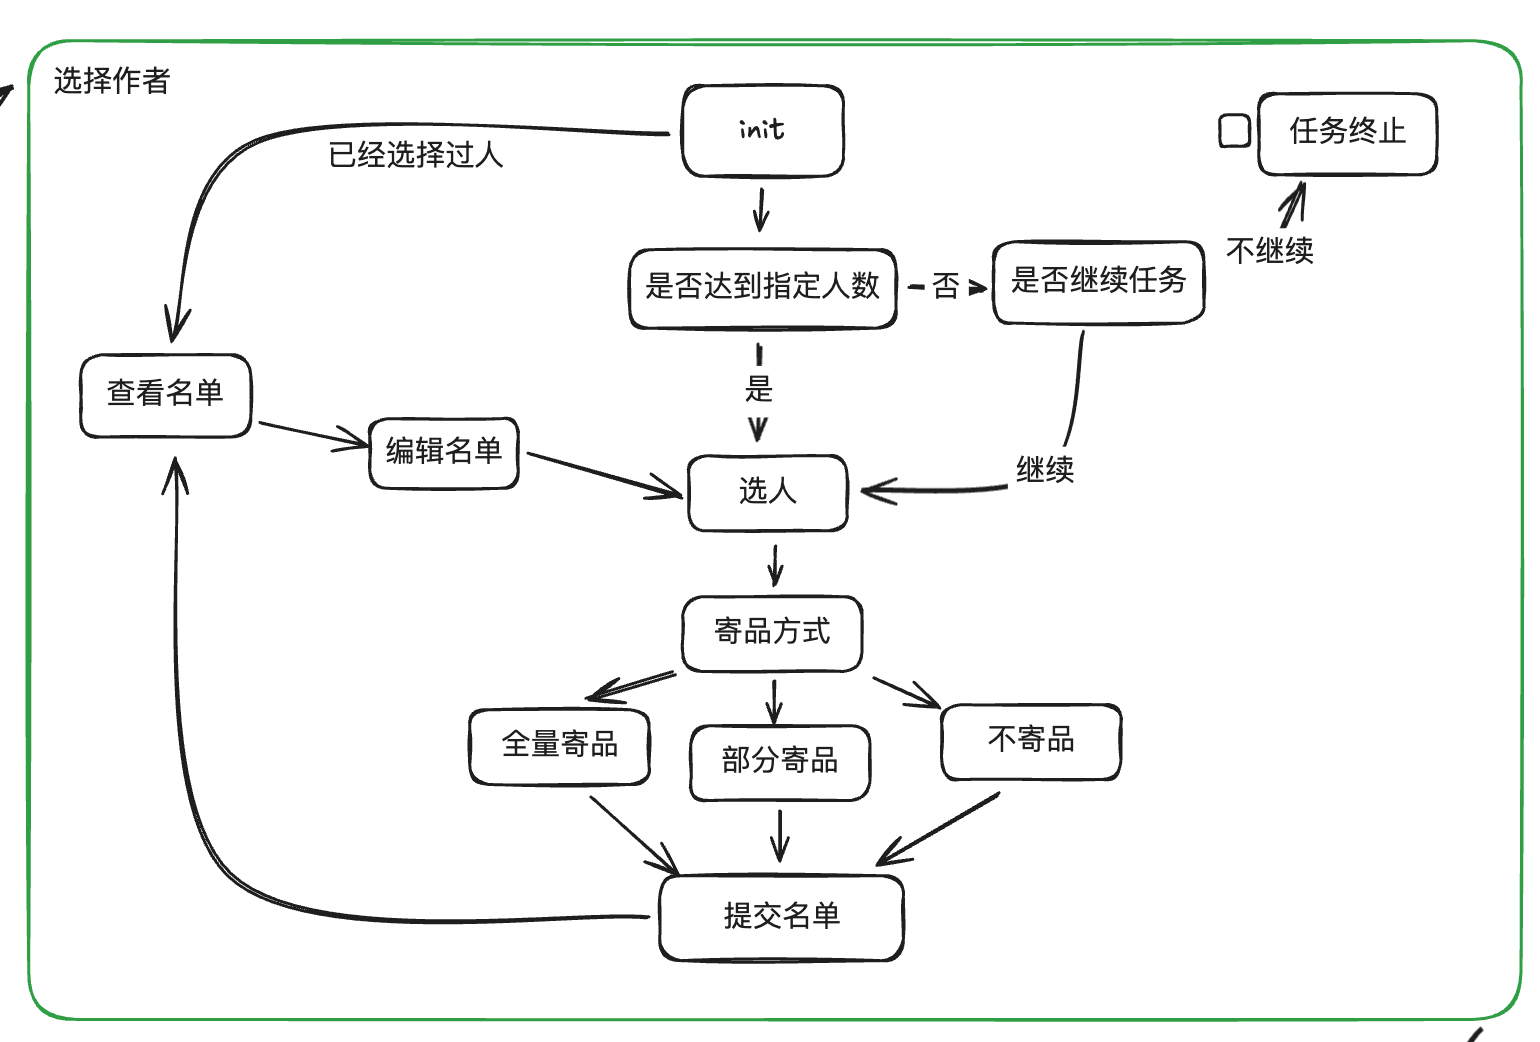 选择作者
init
任务终止
已经选择过人
不继续
是否达到指定人数
否
是否继续任务
是
查看名单
编辑名单
继续
选人
寄品方式
全量寄品
部分寄品
不寄品
提交名单